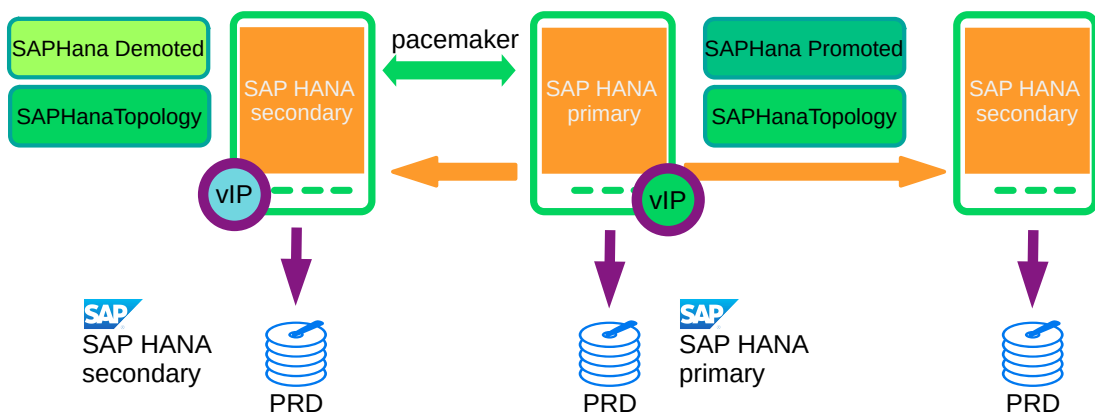 SAPHana Demoted
SAPHanaTopology
SAP HANA
secondary
vIP
pacemaker
SAP HANA
primary
vIP
SAPHana Promoted
SAPHanaTopology
SAP HANA
secondary
SAP
SAP HANA
secondary
PRD
PRD
SAP
SAP HANA
primary
PRD